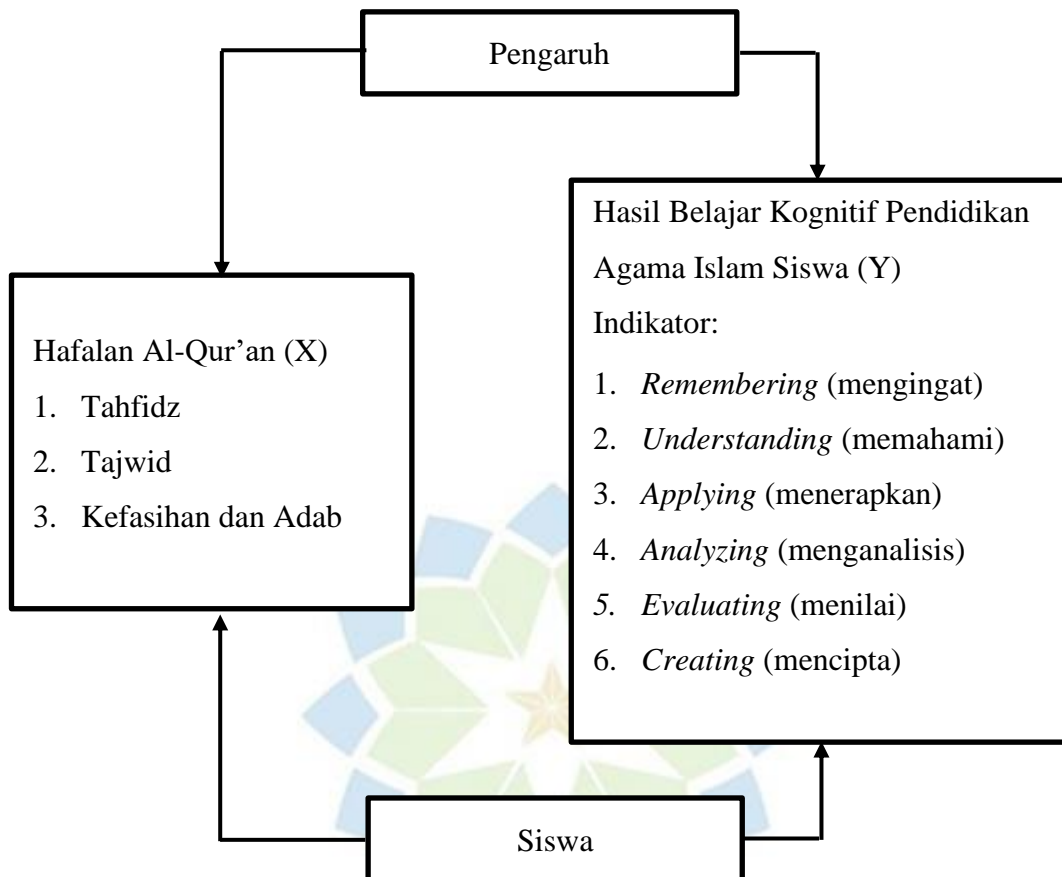 Pengaruh
Hafalan Al-Qur’an (X)
1. Tahfidz
2. Tajwid
3. Kefasihan dan Adab
Hasil Belajar Kognitif Pendidikan
Agama Islam Siswa (Y)
Indikator:
1. Remembering (mengingat)
2. Understanding (memahami)
3. Applying (menerapkan)
4. Analyzing (menganalisis)
5. Evaluating (menilai)
6. Creating (mencipta)
Siswa